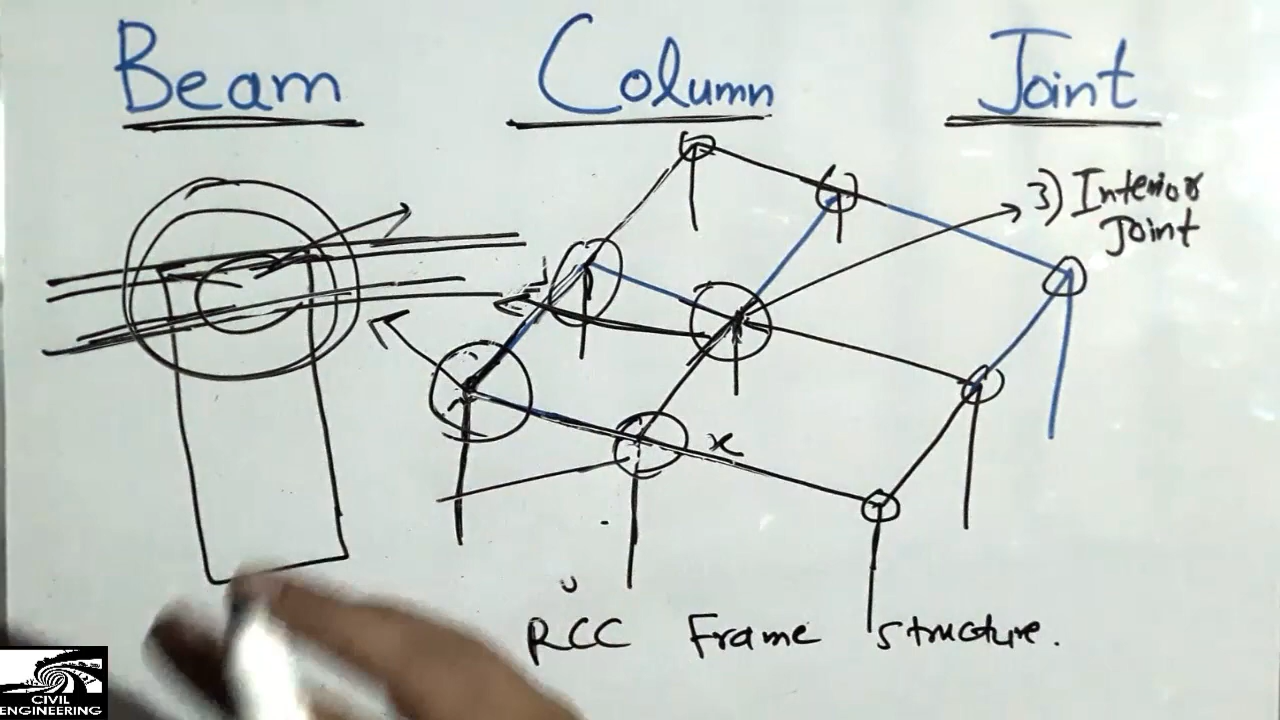 Beam Column Joint
3) Interior
Joint
x
RCC Frame structure.
CIVIL
ENGINEERING